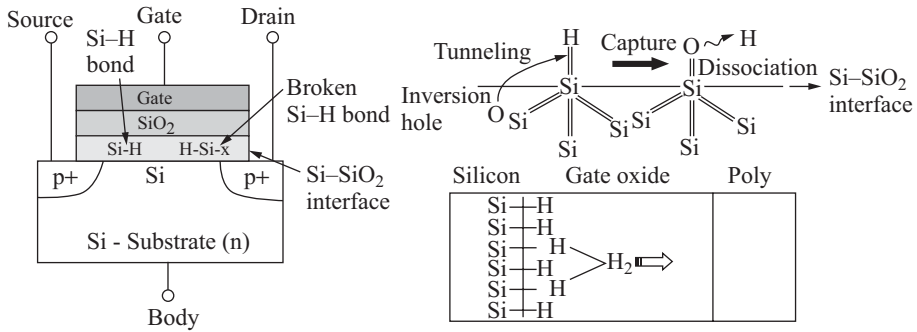 Source
Gate
Drain
Si–H
bond
Broken
Si–H bond
Gate
SiO2
Si-H
H-Si-x
p+
Si
p+
Si–SiO2
interface
Si - Substrate (n)
Body
H
O
H
Tunneling
Capture
Dissociation
Si
Si
Si–SiO2
interface
Inversion
hole
O
Si
Si
Si
Si
Si
Si
Silicon
Gate oxide
Poly
Si H
Si H
Si H
Si H
Si H
Si H
H2